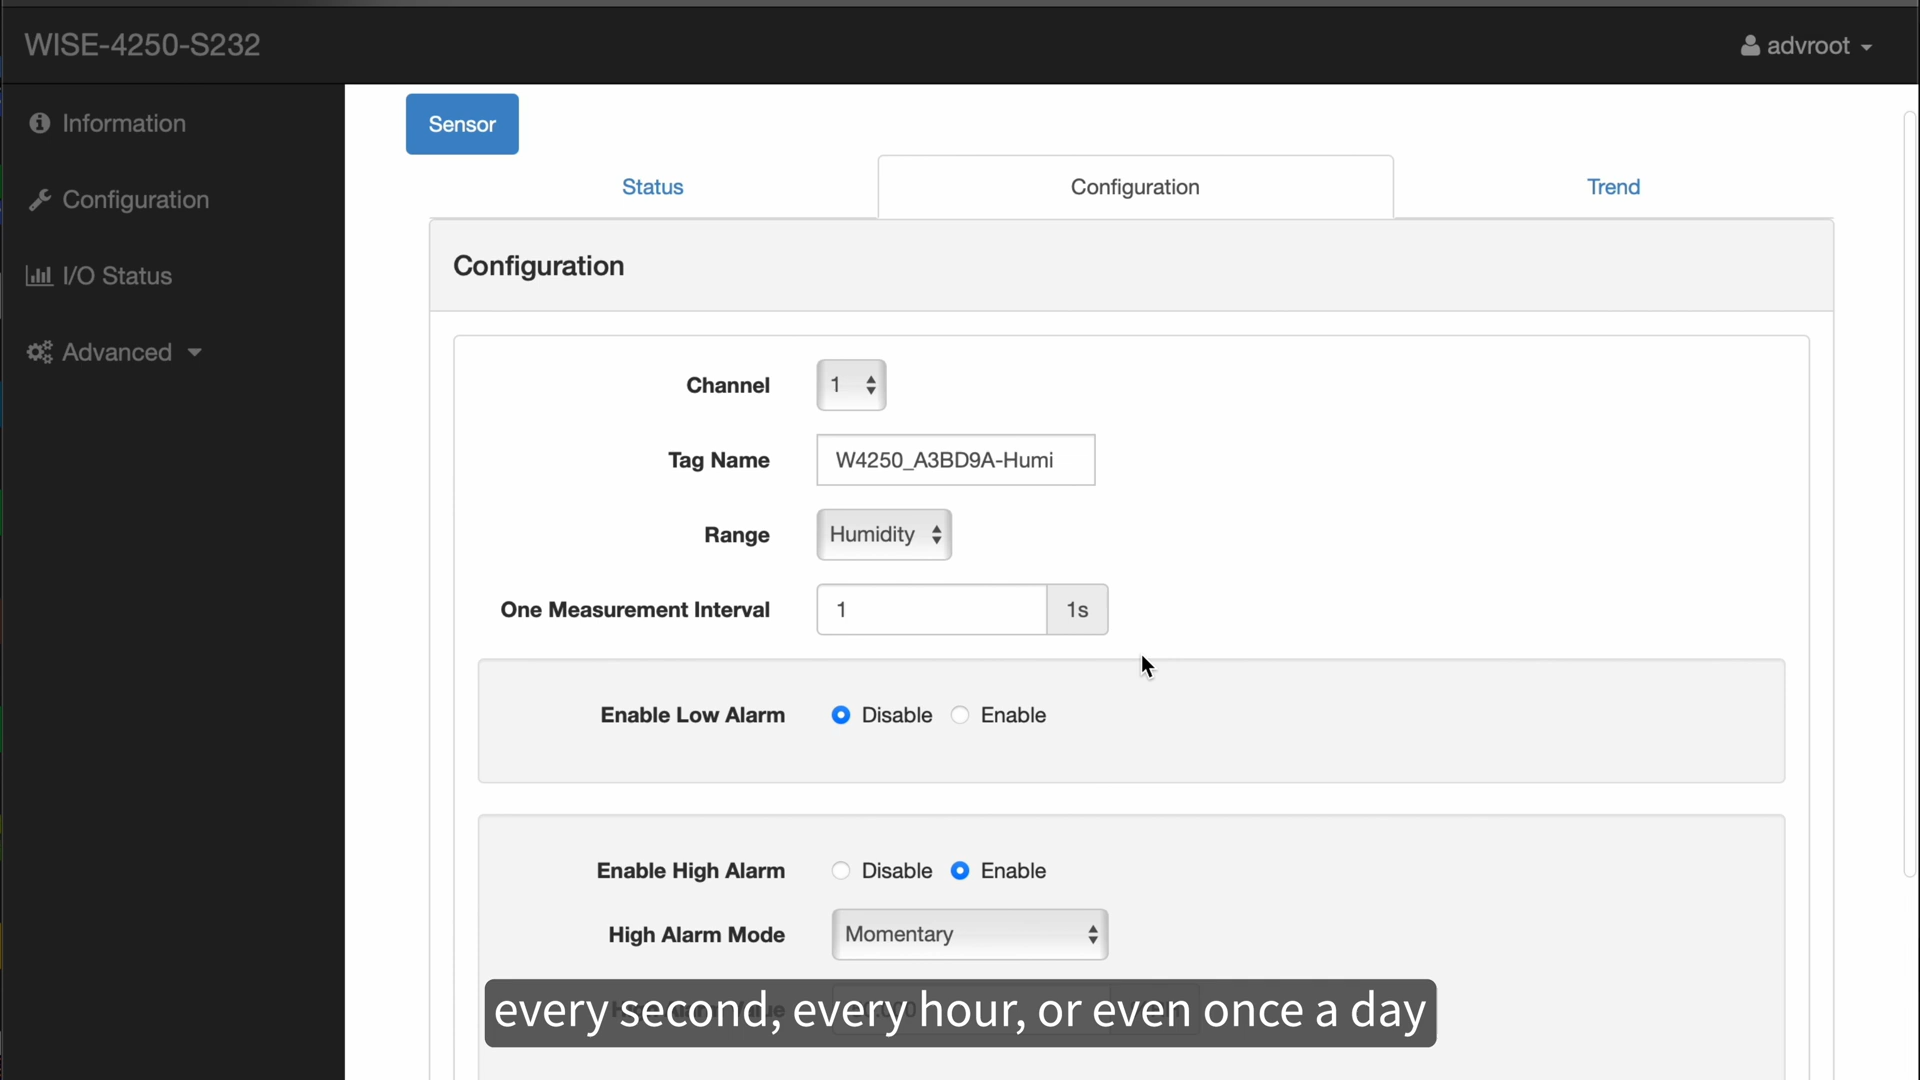 WISE-4250-S232
advroot
Information
Configuration
I/O Status
Advanced
Sensor
Status
Configuration
Trend
Configuration
Channel
1
Tag Name
W4250_A3BD9A-Humi
Range
Humidity
One Measurement Interval
1
1s
Enable Low Alarm
Disable
Enable
Enable High Alarm
Disable
Enable
High Alarm Mode
Momentary
every second, every hour, or even once a day